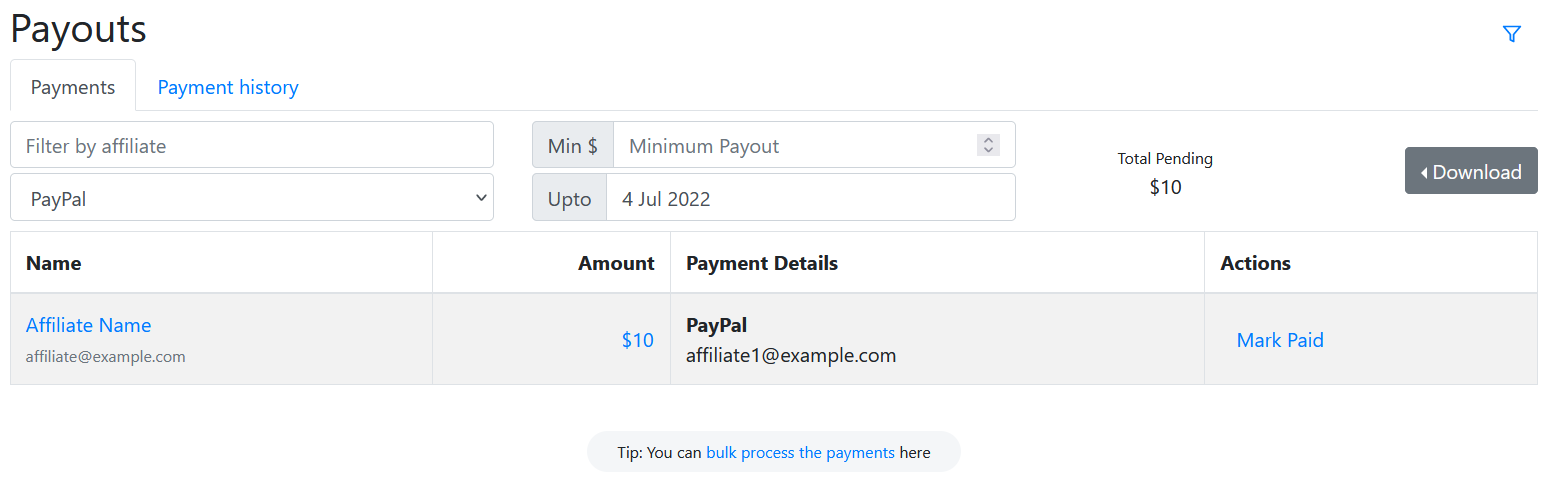 Payouts
Payments
Payment history
Filter by affiliate
Min $
Minimum Payout
PayPal
Upto
4 Jul 2022
Total Pending
$10
Download
Name
Amount
Payment Details
Actions
Affiliate Name
affiliate@example.com
$10
PayPal
affiliate1@example.com
Mark Paid
Tip: You can bulk process the payments here